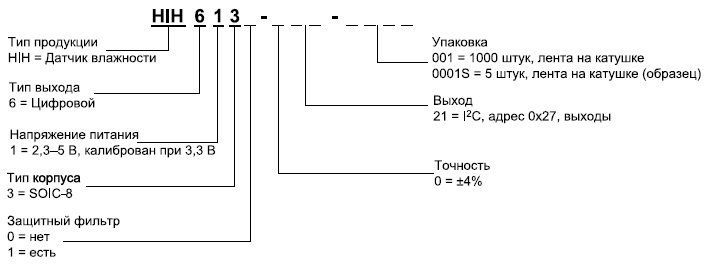 HIH 6 1 3 _ - _ _ _ - _ _ _ _
Тип продукции
HIH = Датчик влажности
Тип выхода
6 = Цифровой
Напряжение питания
1 = 2,3–5 В, калиброван при 3,3 В
Тип корпуса
3 = SOIC-8
Защитный фильтр
0 = нет
1 = есть
Упаковка
001 = 1000 штук, лента на катушке
0001S = 5 штук, лента на катушке (образец)
Выход
21 = I²C, адрес 0x27, выходы
Точность
0 = ±4%